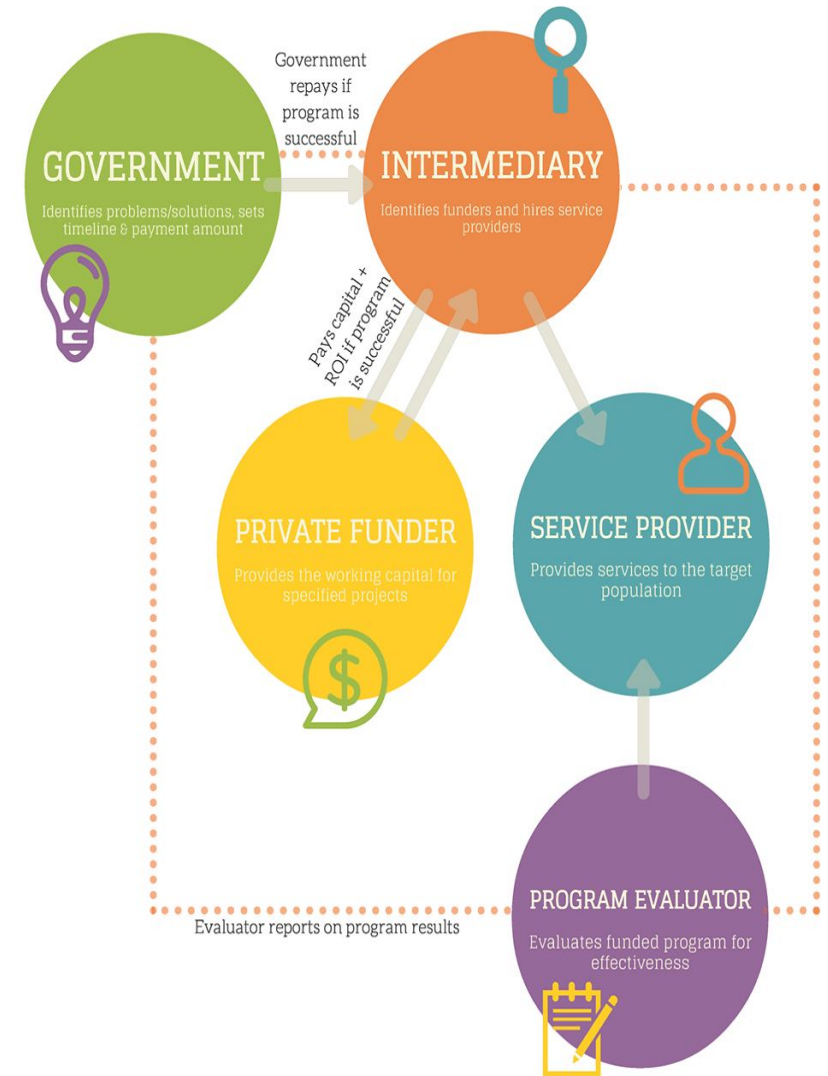 Government
repays if
program is
successful
GOVERNMENT
Identifies problems/solutions, sets
timeline & payment amount
INTERMEDIARY
Identifies funders and hires service
providers
Pays capital +
ROI if program
is successful
PRIVATE FUNDER
Provides the working capital for
specified projects
$
SERVICE PROVIDER
Provides services to the target
population
PROGRAM EVALUATOR
Evaluates funded program for
effectiveness
Evaluator reports on program results